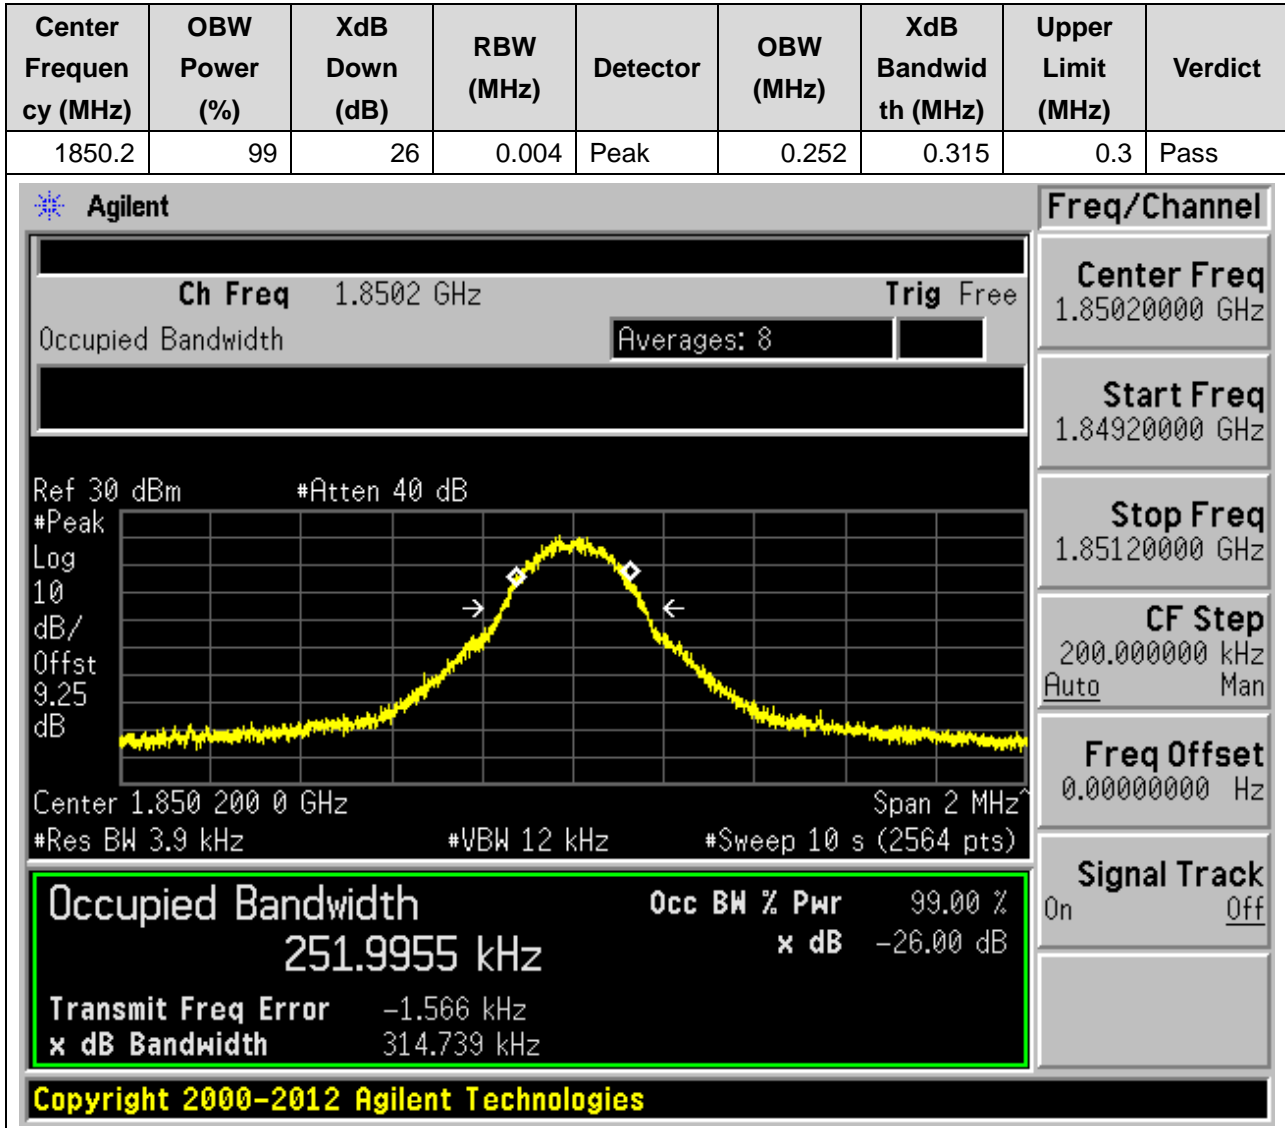 Center Frequen cy (MHz) OBW Power (%) XdB Down (dB) RBW (MHz) Detector OBW (MHz) XdB Bandwid th (MHz) Upper Limit (MHz) Verdict
1850.2 99 26 0.004 Peak 0.252 0.315 0.3 Pass
Agilent
Freq/Channel
Ch Freq 1.8502 GHz Trig Free
Occupied Bandwidth Averages: 8
Center Freq
1.85020000 GHz
Start Freq
1.84920000 GHz
Stop Freq
1.85120000 GHz
CF Step
200.000000 kHz
Auto Man
Freq Offset
0.00000000 Hz
Signal Track
On Off
Ref 30 dBm #Atten 40 dB
#Peak
Log
10
dB/
Offst
9.25
dB
Center 1.850 200 0 GHz Span 2 MHz^
#Res BW 3.9 kHz #VBW 12 kHz #Sweep 10 s (2564 pts)
Occupied Bandwidth Occ BW % Pwr 99.00 %
251.9955 kHz x dB -26.00 dB
Transmit Freq Error -1.566 kHz
x dB Bandwidth 314.739 kHz
Copyright 2000-2012 Agilent Technologies